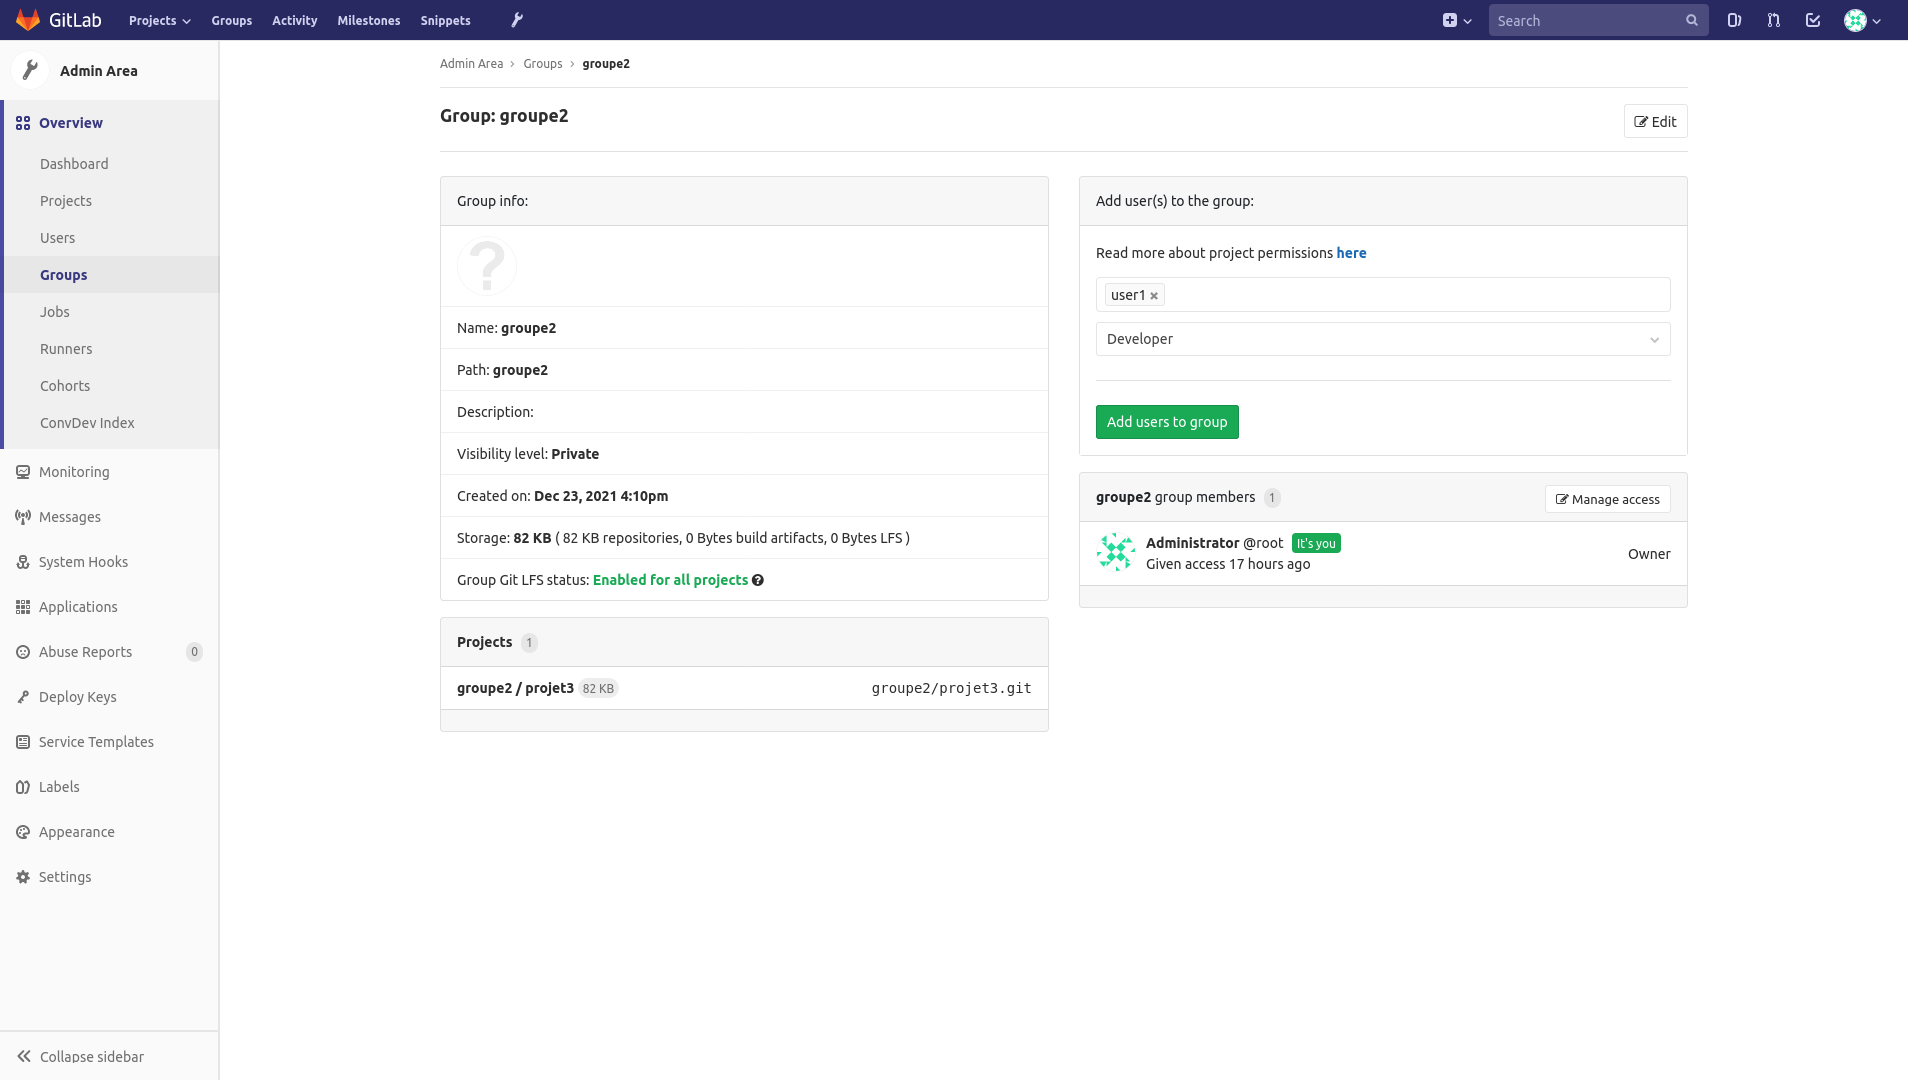 GitLab Projects Groups Activity Milestones Snippets Search
Admin Area
Overview
Dashboard
Projects
Users
Groups
Jobs
Runners
Cohorts
ConvDev Index
Monitoring
Messages
System Hooks
Applications
Abuse Reports 0
Deploy Keys
Service Templates
Labels
Appearance
Settings
Collapse sidebar
Admin Area › Groups › groupe2
Group: groupe2
Edit
Group info:
?
Name: groupe2
Path: groupe2
Description:
Visibility level: Private
Created on: Dec 23, 2021 4:10pm
Storage: 82 KB ( 82 KB repositories, 0 Bytes build artifacts, 0 Bytes LFS )
Group Git LFS status: Enabled for all projects
Projects 1
groupe2 / projet3 82 KB groupe2/projet3.git
Add user(s) to the group:
Read more about project permissions here
user1 ×
Developer
Add users to group
groupe2 group members 1 Manage access
Administrator @root It's you
Given access 17 hours ago
Owner